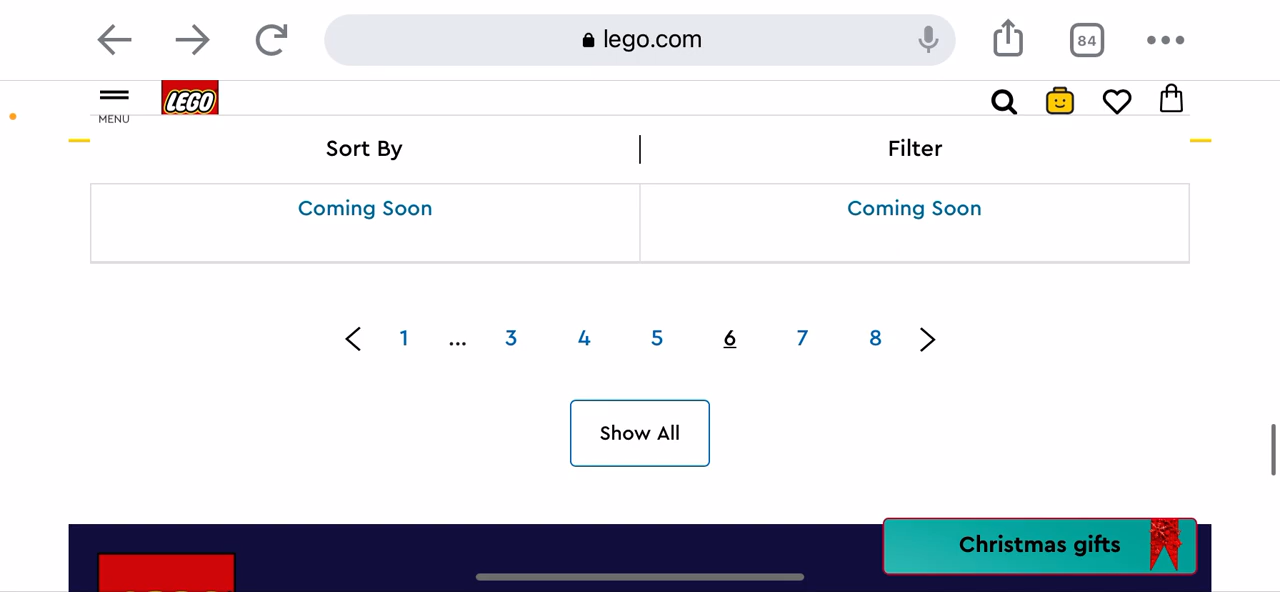 lego.com
84
MENU
LEGO
Sort By
Filter
Coming Soon
Coming Soon
1 ... 3 4 5 6 7 8
Show All
Christmas gifts